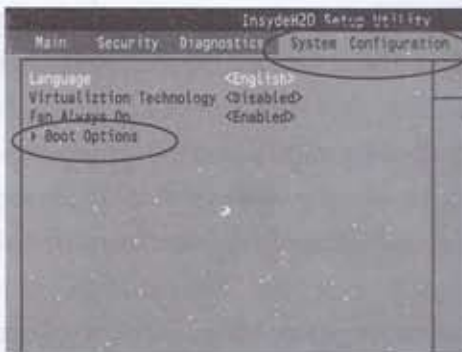 InsydeH2O Setup Utility
Main Security Diagnostics System Configuration
Language <English>
Virtualiztion Technology <Disabled>
Fan Always On <Enabled>
Boot Options